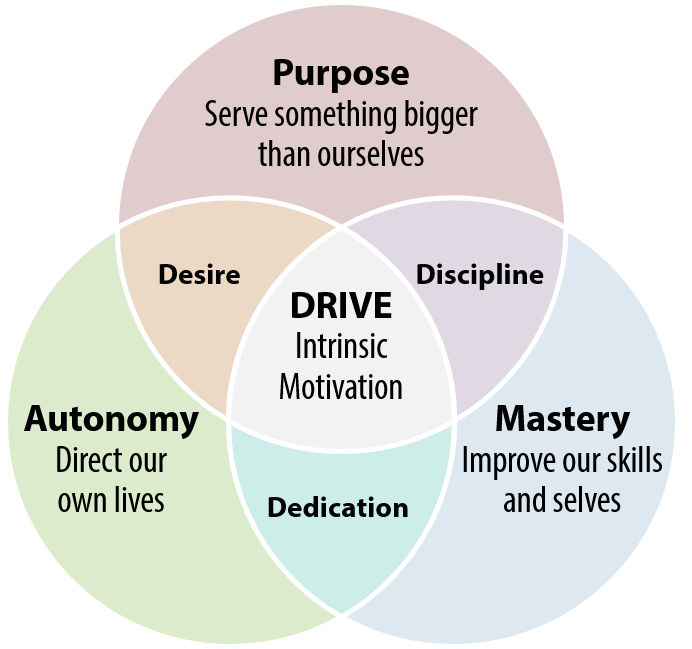 Purpose
Serve something bigger
than ourselves
Desire
Discipline
DRIVE
Intrinsic
Motivation
Autonomy
Direct our
own lives
Mastery
Improve our skills
and selves
Dedication